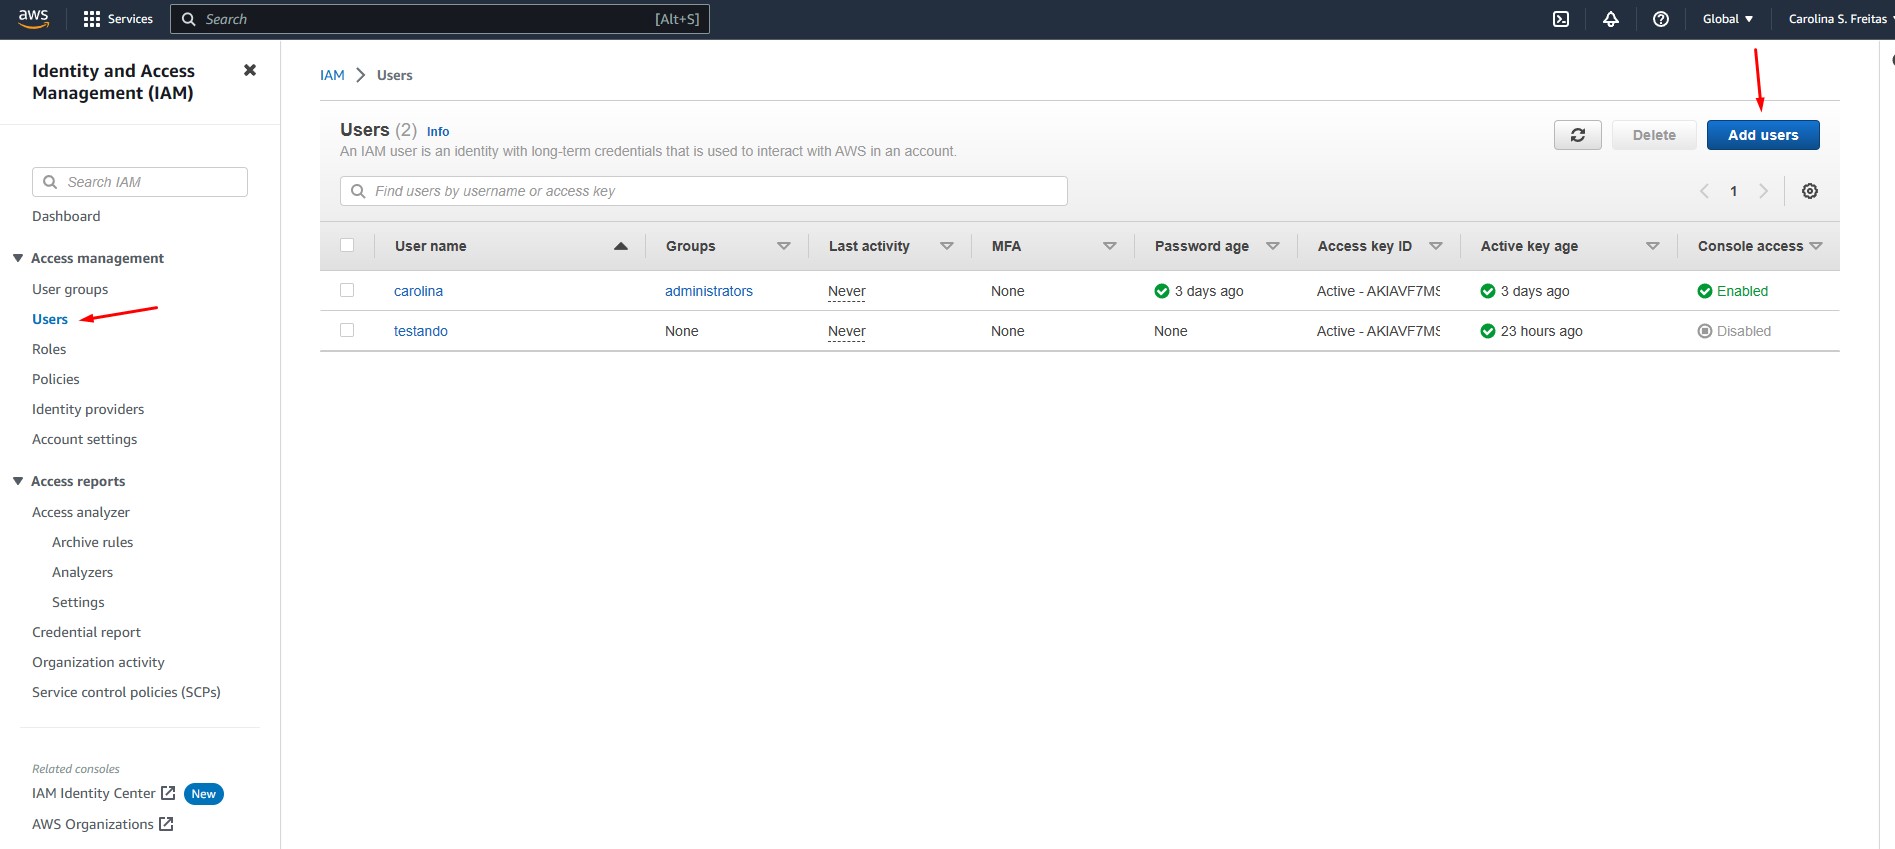 aws
Services
Search
[Alt+S]
Global
Carolina S. Freitas
Identity and Access
Management (IAM)
Search IAM
Dashboard
Access management
User groups
Users
Roles
Policies
Identity providers
Account settings
Access reports
Access analyzer
Archive rules
Analyzers
Settings
Credential report
Organization activity
Service control policies (SCPs)
Related consoles
IAM Identity Center New
AWS Organizations
IAM > Users
Users (2) Info
An IAM user is an identity with long-term credentials that is used to interact with AWS in an account.
Delete
Add users
Find users by username or access key
1
User name Groups Last activity MFA Password age Access key ID Active key age Console access
carolina administrators Never None 3 days ago Active - AKIAVF7MS 3 days ago Enabled
testando None Never None None Active - AKIAVF7MS 23 hours ago Disabled